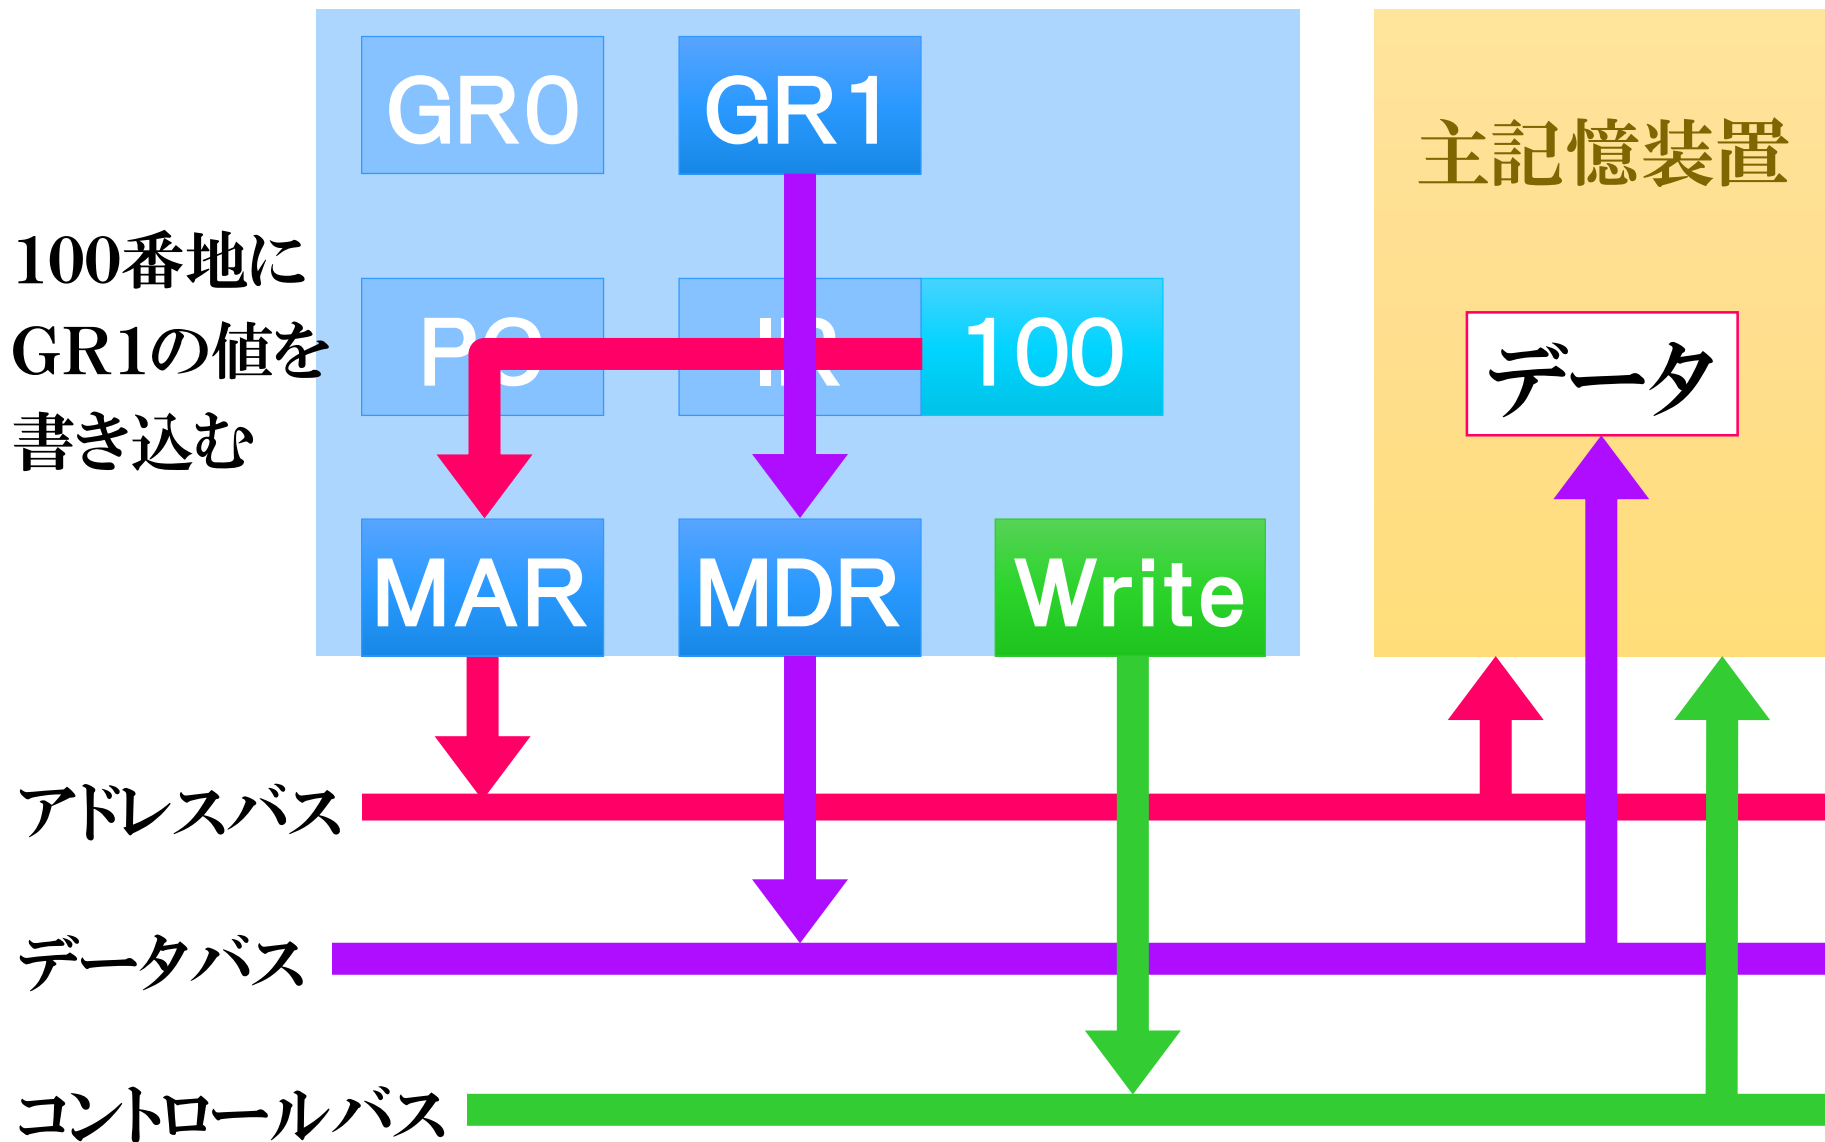 GR0
GR1
主記憶装置
100番地に
GR1の値を
書き込む
PC
IR
100
データ
MAR
MDR
Write
アドレスバス
データバス
コントロールバス